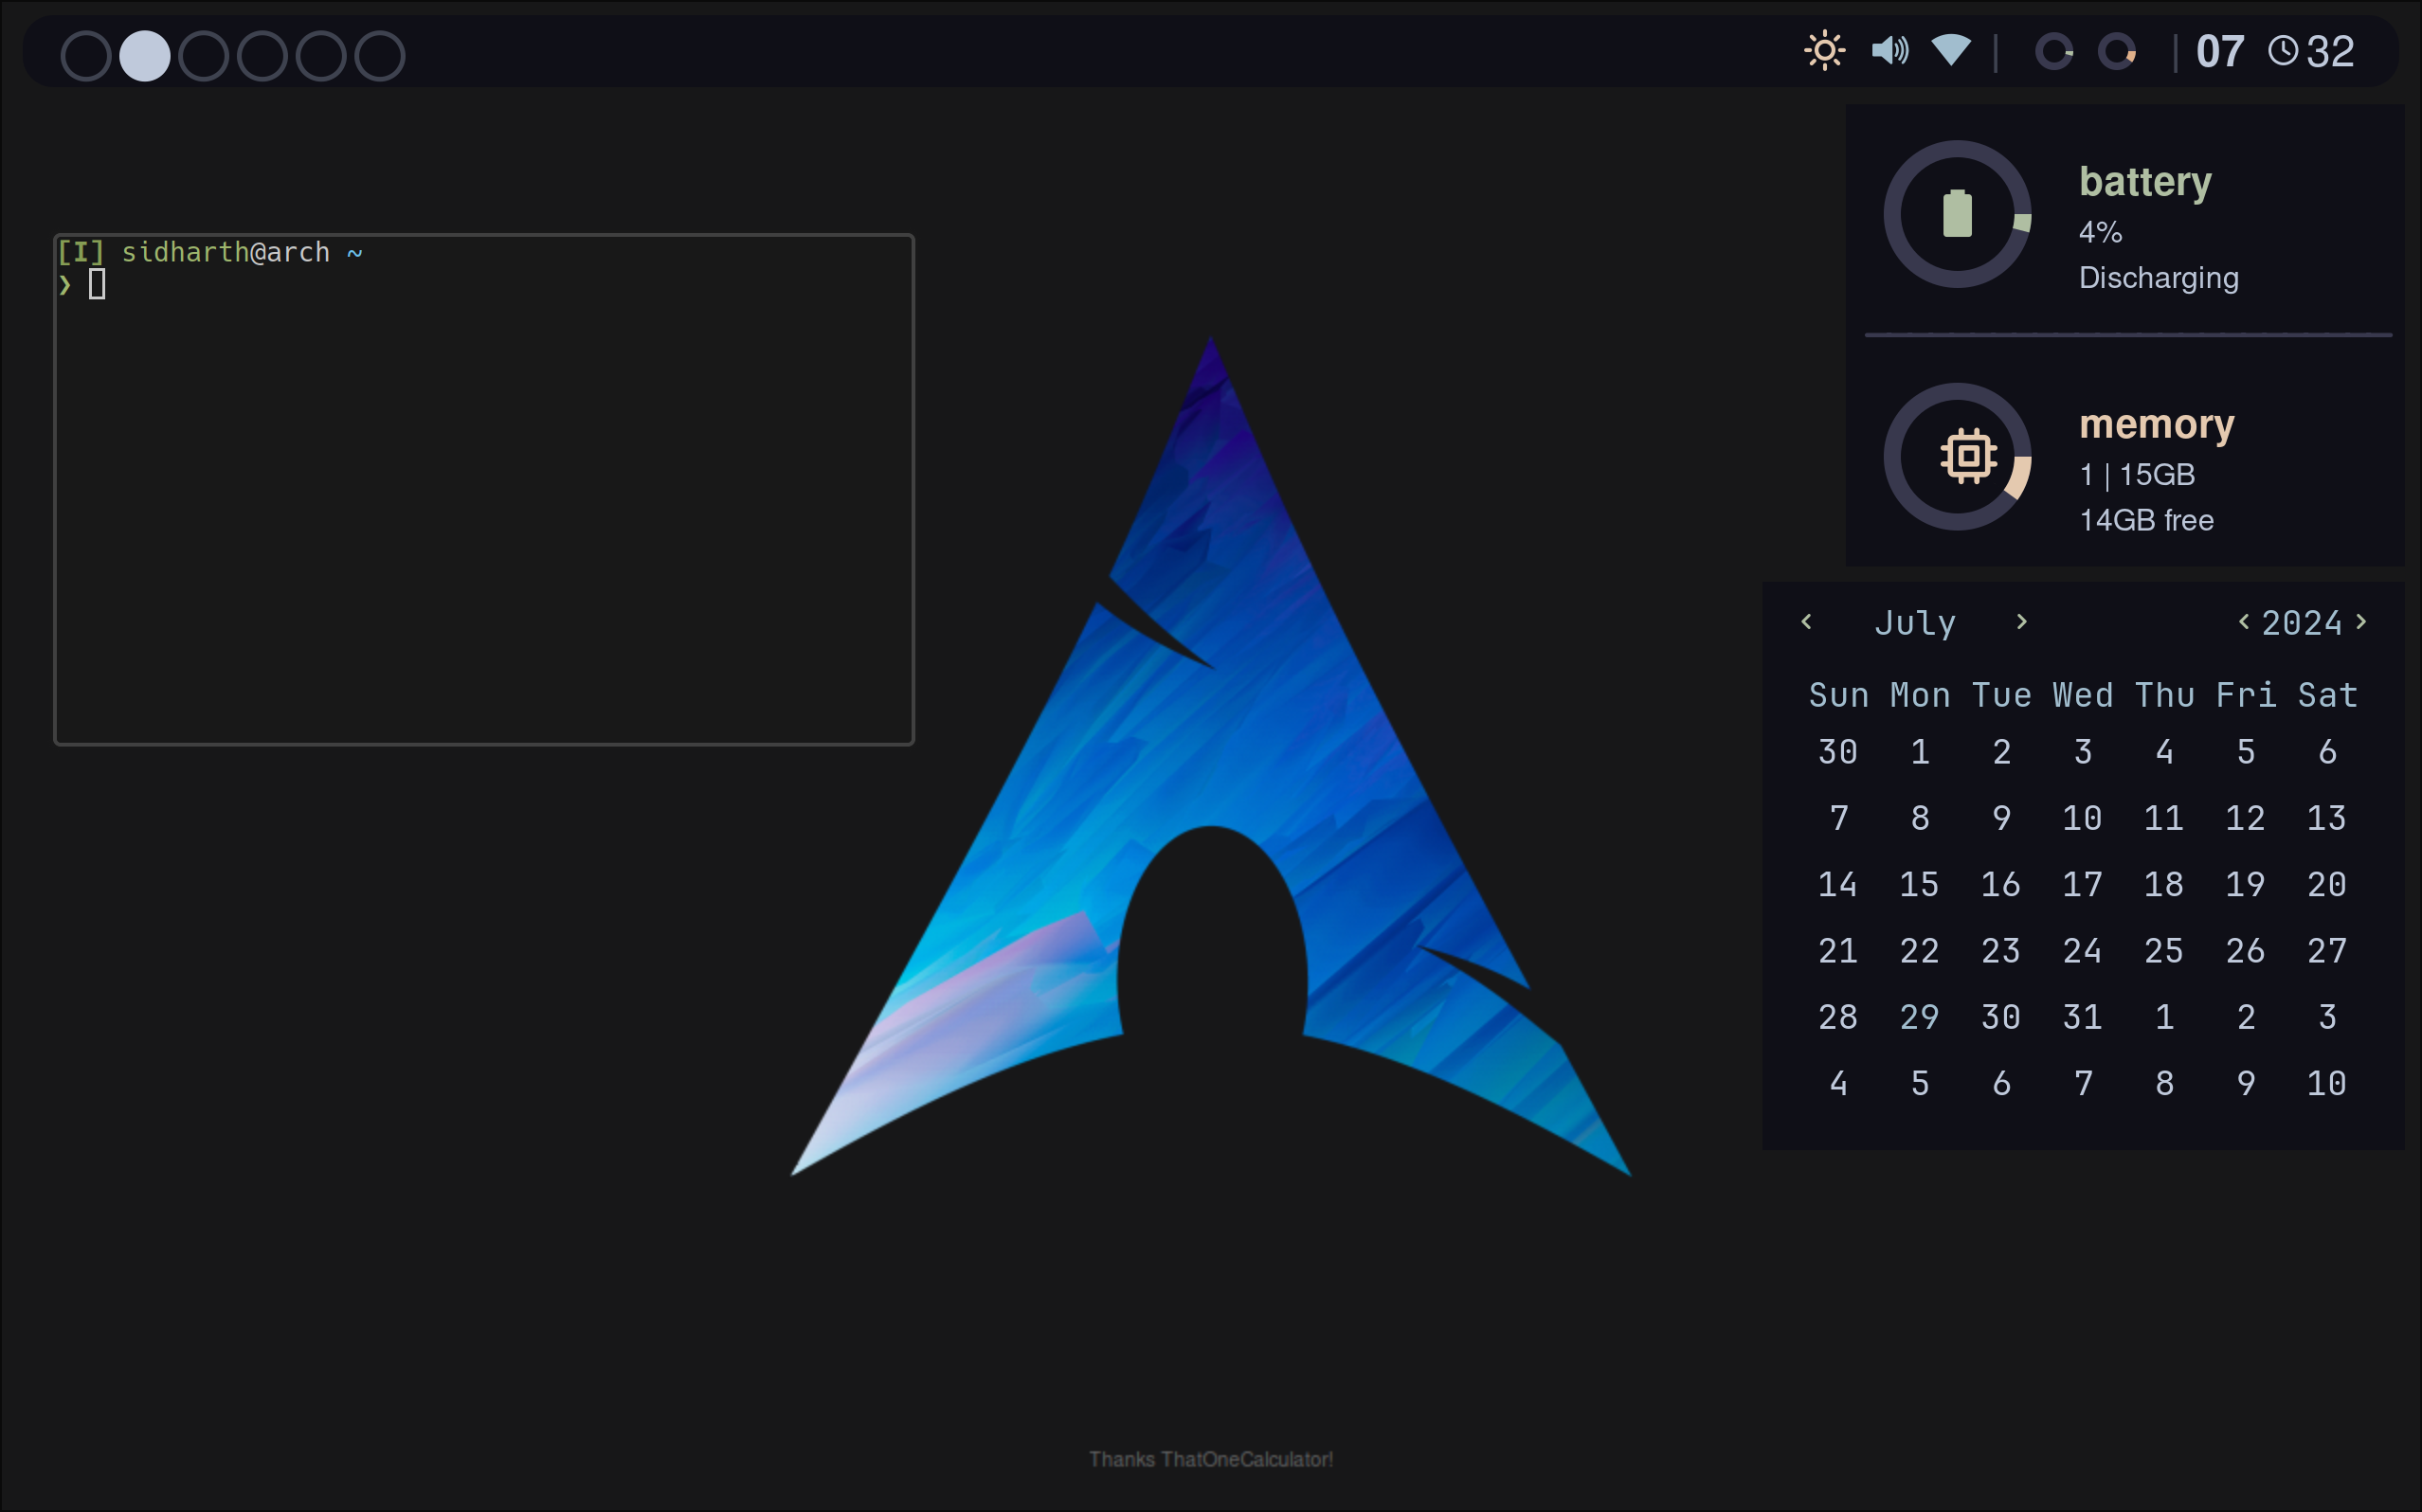 07 32
[I] sidharth@arch ~
❯
battery
4%
Discharging
memory
1 | 15GB
14GB free
‹ July › ‹ 2024 ›
Sun Mon Tue Wed Thu Fri Sat
30 1 2 3 4 5 6
7 8 9 10 11 12 13
14 15 16 17 18 19 20
21 22 23 24 25 26 27
28 29 30 31 1 2 3
4 5 6 7 8 9 10
Thanks ThatOneCalculator!